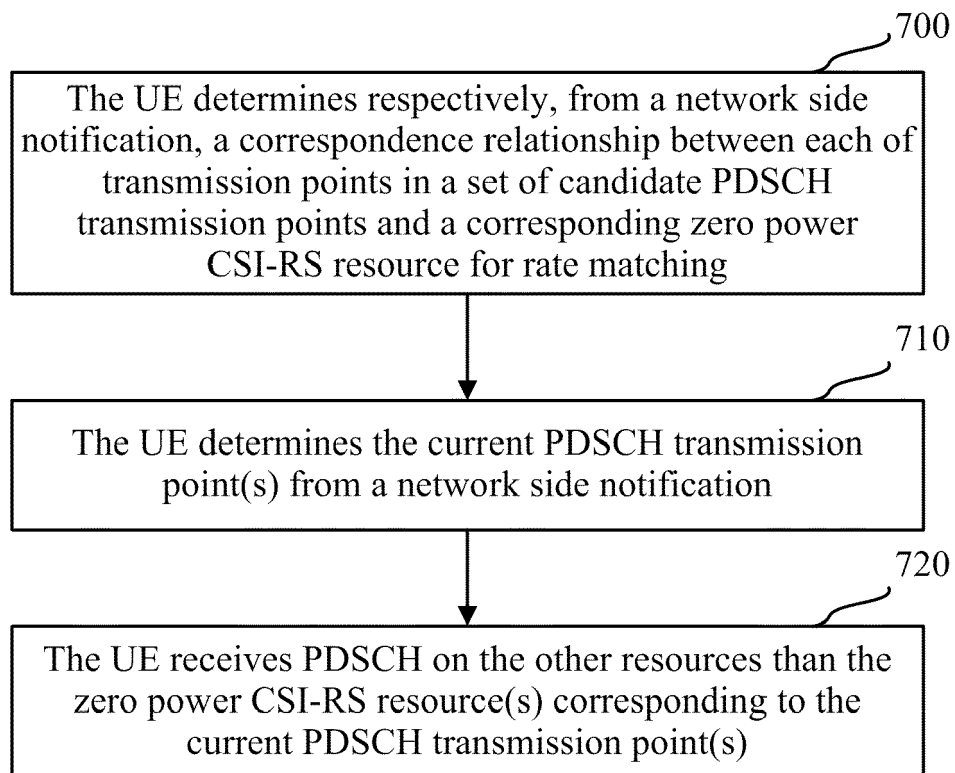 700
The UE determines respectively, from a network side
notification, a correspondence relationship between each of
transmission points in a set of candidate PDSCH
transmission points and a corresponding zero power
CSI-RS resource for rate matching
710
The UE determines the current PDSCH transmission
point(s) from a network side notification
720
The UE receives PDSCH on the other resources than the
zero power CSI-RS resource(s) corresponding to the
current PDSCH transmission point(s)